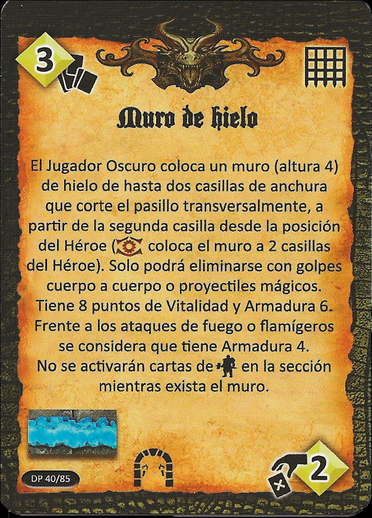 3
Muro de hielo
El Jugador Oscuro coloca un muro (altura 4)
de hielo de hasta dos casillas de anchura
que corte el pasillo transversalmente, a
partir de la segunda casilla desde la posición
del Héroe ( coloca el muro a 2 casillas
del Héroe). Solo podrá eliminarse con golpes
cuerpo a cuerpo o proyectiles mágicos.
Tiene 8 puntos de Vitalidad y Armadura 6.
Frente a los ataques de fuego o flamígeros
se considera que tiene Armadura 4.
No se activarán cartas de en la sección
mientras exista el muro.
DP 40/85
2